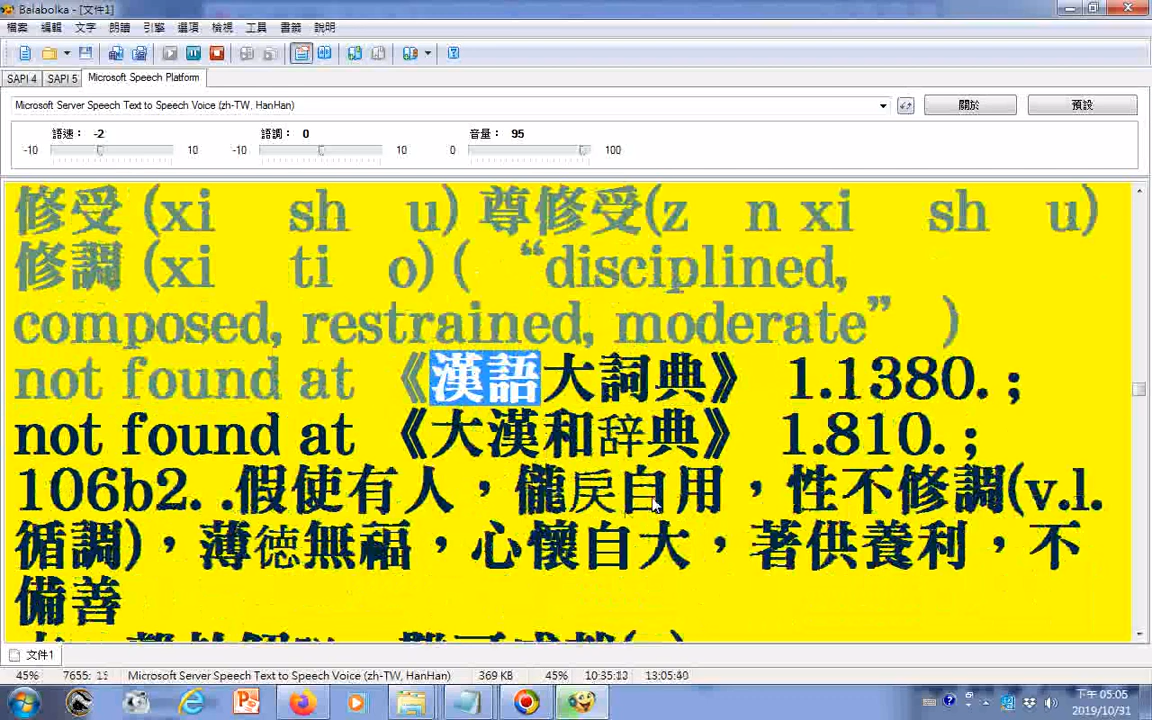 Balabolka - [文件1]
檔案 編輯 文字 朗讀 引擎 選項 檢視 工具 書籤 說明
SAPI 4 SAPI 5 Microsoft Speech Platform
Microsoft Server Speech Text to Speech Voice (zh-TW, HanHan) 關於 預設
語速： -2 語調： 0 音量： 95
-10 10 -10 10 0 100
修受 (xi sh u) 尊修受(z n xi sh u)
修調 (xi ti o) ( “disciplined,
composed, restrained, moderate” )
not found at 《漢語大詞典》 1.1380. ;
not found at 《大漢和辞典》 1.810. ;
106b2. .假使有人，儱戾自用，性不修調(v.l.
循調)，薄徳無福，心懷自大，著供養利，不
備善
文件1
45% 7655: 13 Microsoft Server Speech Text to Speech Voice (zh-TW, HanHan) 369 KB 45% 10:35:13 13:05:40
下午 05:05
2019/10/31